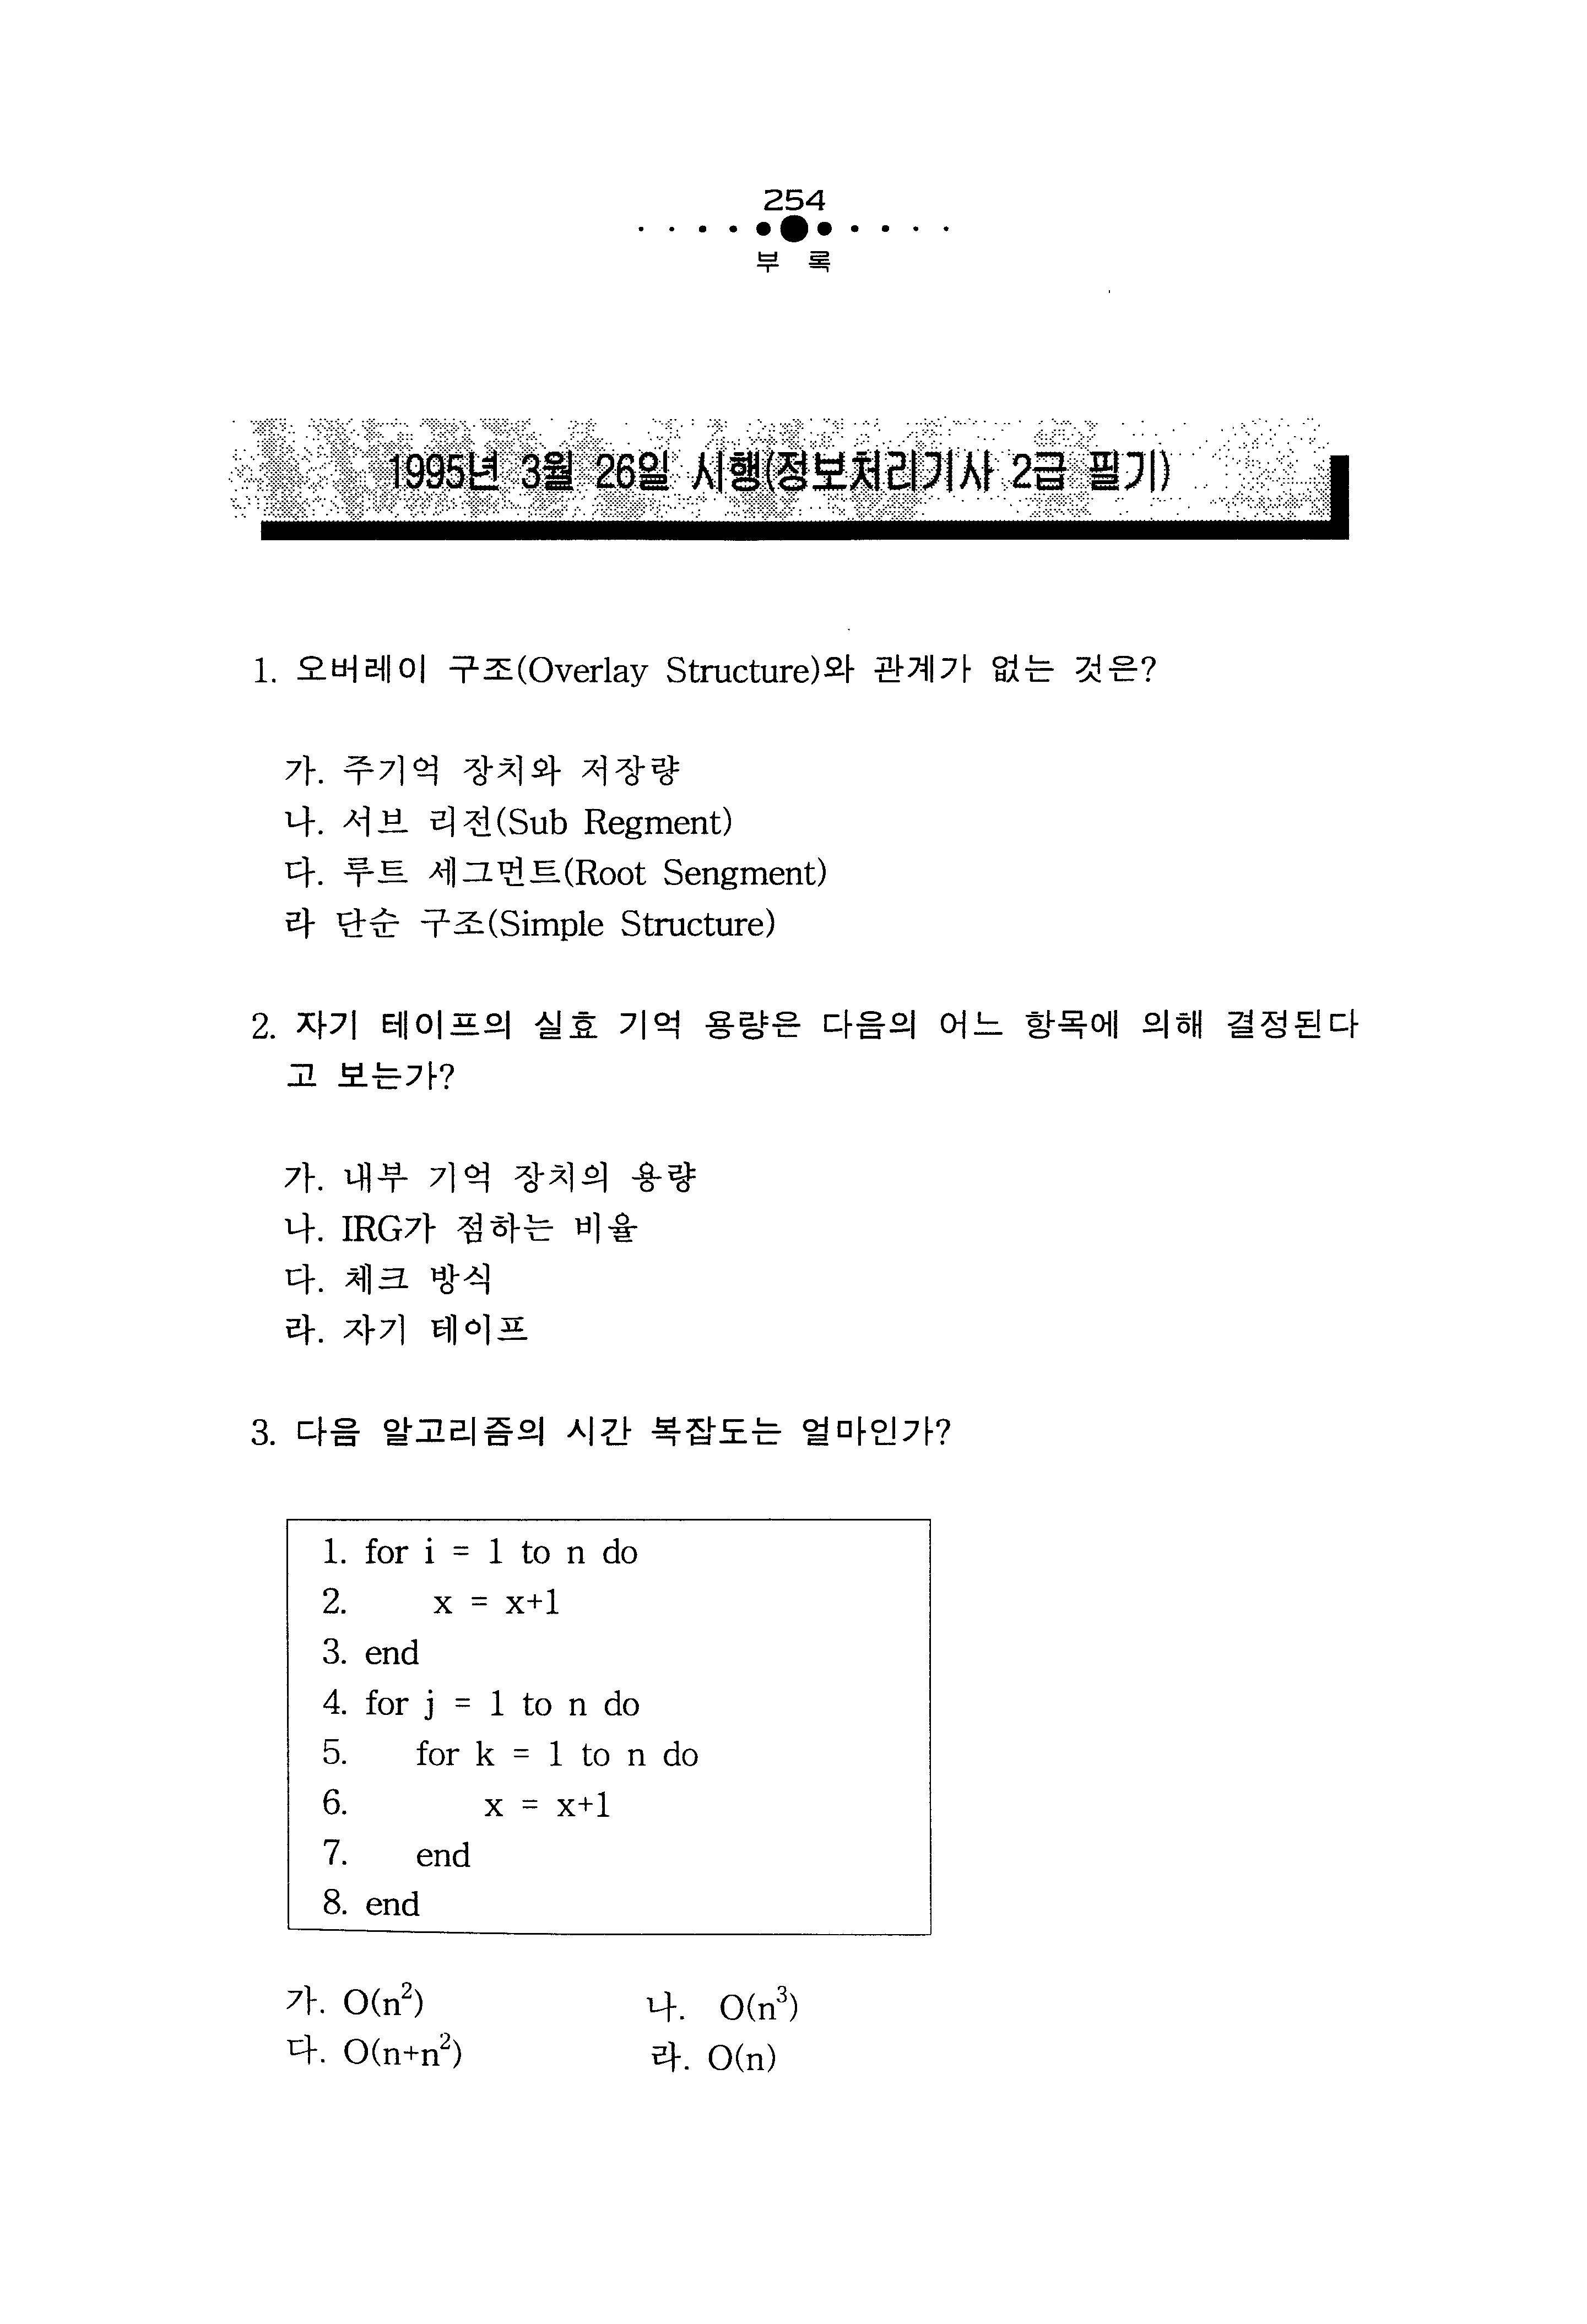 254
부 록
1995년 3월 26일 시행(정보처리기사 2급 필기)
1. 오버레이 구조(Overlay Structure)와 관계가 없는 것은?
가. 주기억 장치와 저장량
나. 서브 리전(Sub Regment)
다. 루트 세그먼트(Root Sengment)
라 단순 구조(Simple Structure)
2. 자기 테이프의 실효 기억 용량은 다음의 어느 항목에 의해 결정된다
고 보는가?
가. 내부 기억 장치의 용량
나. IRG가 점하는 비율
다. 체크 방식
라. 자기 테이프
3. 다음 알고리즘의 시간 복잡도는 얼마인가?
1. for i = 1 to n do
2. x = x+1
3. end
4. for j = 1 to n do
5. for k = 1 to n do
6. x = x+1
7. end
8. end
가. O(n²) 나. O(n³)
다. O(n+n²) 라. O(n)